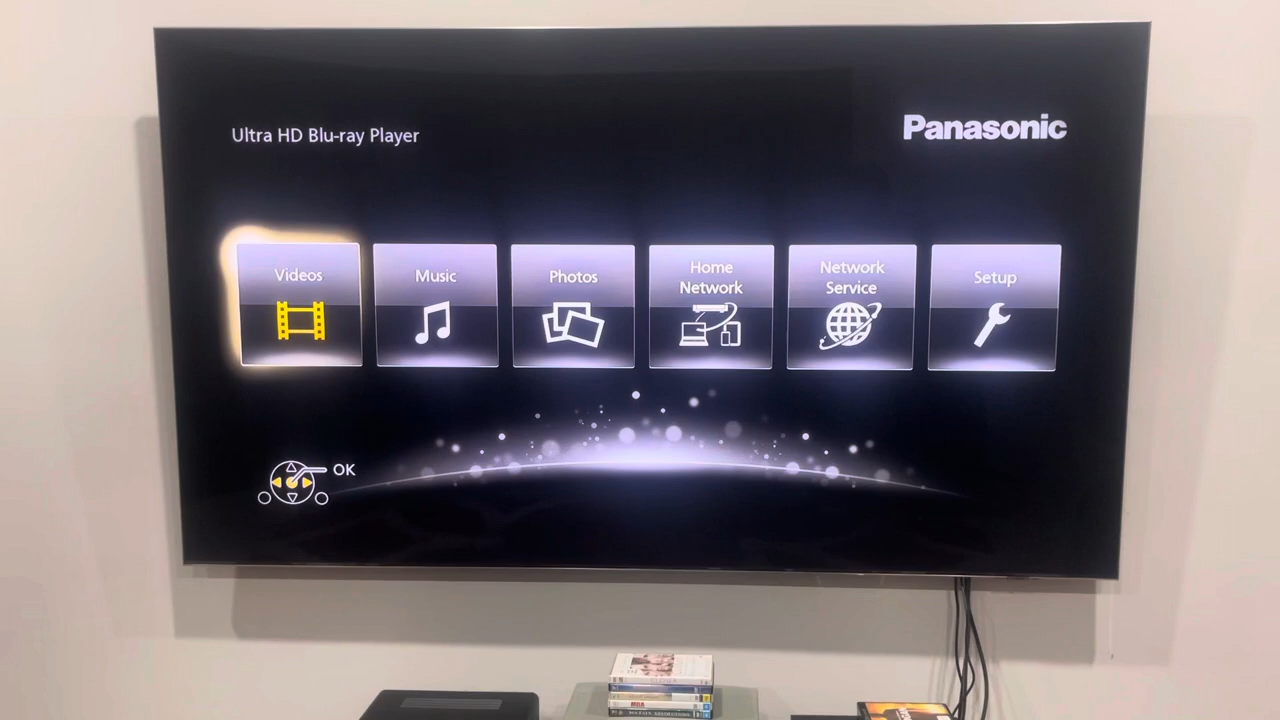 Ultra HD Blu-ray Player
Panasonic
Videos
Music
Photos
Home
Network
Network
Service
Setup
OK